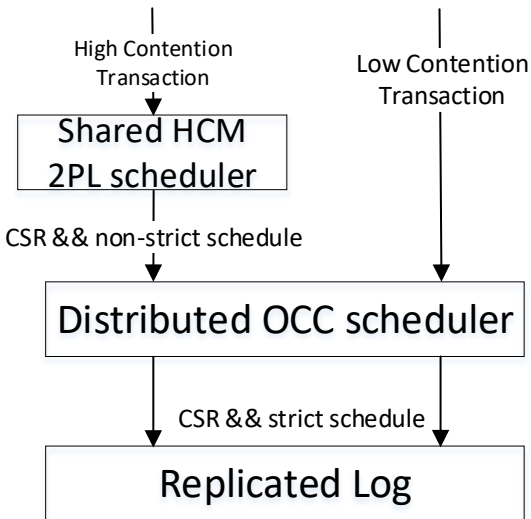 High Contention
Transaction
Low Contention
Transaction
Shared HCM
2PL scheduler
CSR && non-strict schedule
Distributed OCC scheduler
CSR && strict schedule
Replicated Log